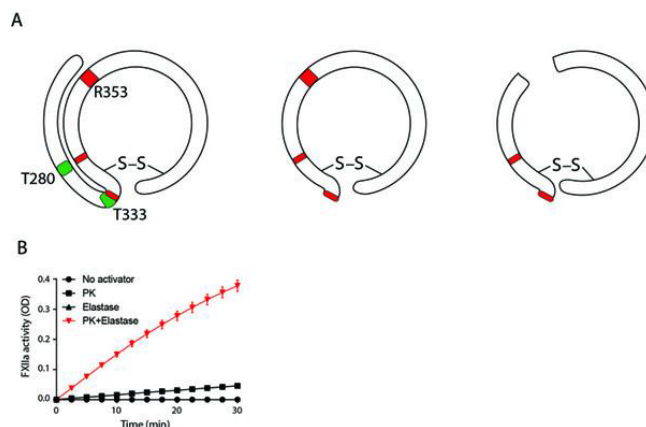 A
R353
S–S
S–S
S–S
T280
T333
B
No activator
PK
Elastase
PK+Elastase
FXIIa activity (OD)
0.4
0.3
0.2
0.1
0.0
0 10 20 30
Time (min)